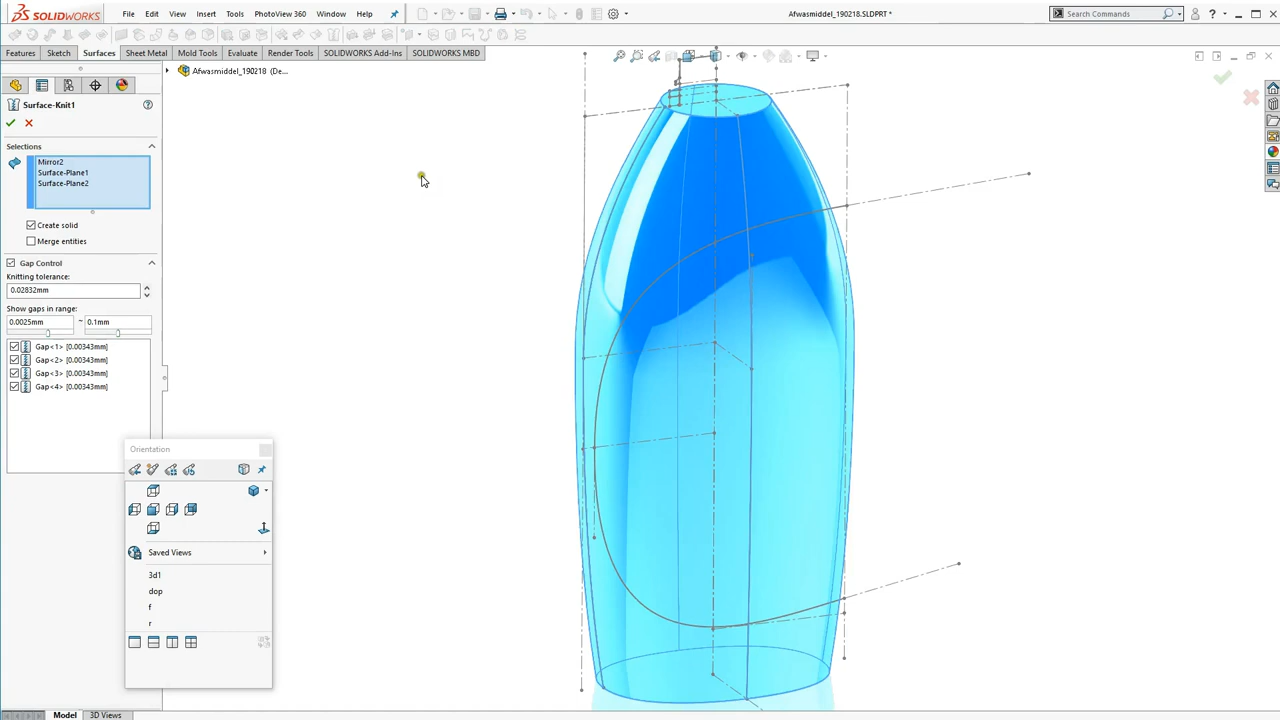 SOLIDWORKS File Edit View Insert Tools PhotoView 360 Window Help Afwasmiddel_190218.SLDPRT * Search Commands
Features Sketch Surfaces Sheet Metal Mold Tools Evaluate Render Tools SOLIDWORKS Add-Ins SOLIDWORKS MBD
Afwasmiddel_190218 (De...
Surface-Knit1
Selections
Mirror2
Surface-Plane1
Surface-Plane2
Create solid
Merge entities
Gap Control
Knitting tolerance:
0.02832mm
Show gaps in range:
0.0025mm ~ 0.1mm
Gap<1> [0.00343mm]
Gap<2> [0.00343mm]
Gap<3> [0.00343mm]
Gap<4> [0.00343mm]
Orientation
Saved Views
3d1
dop
f
r
Model 3D Views